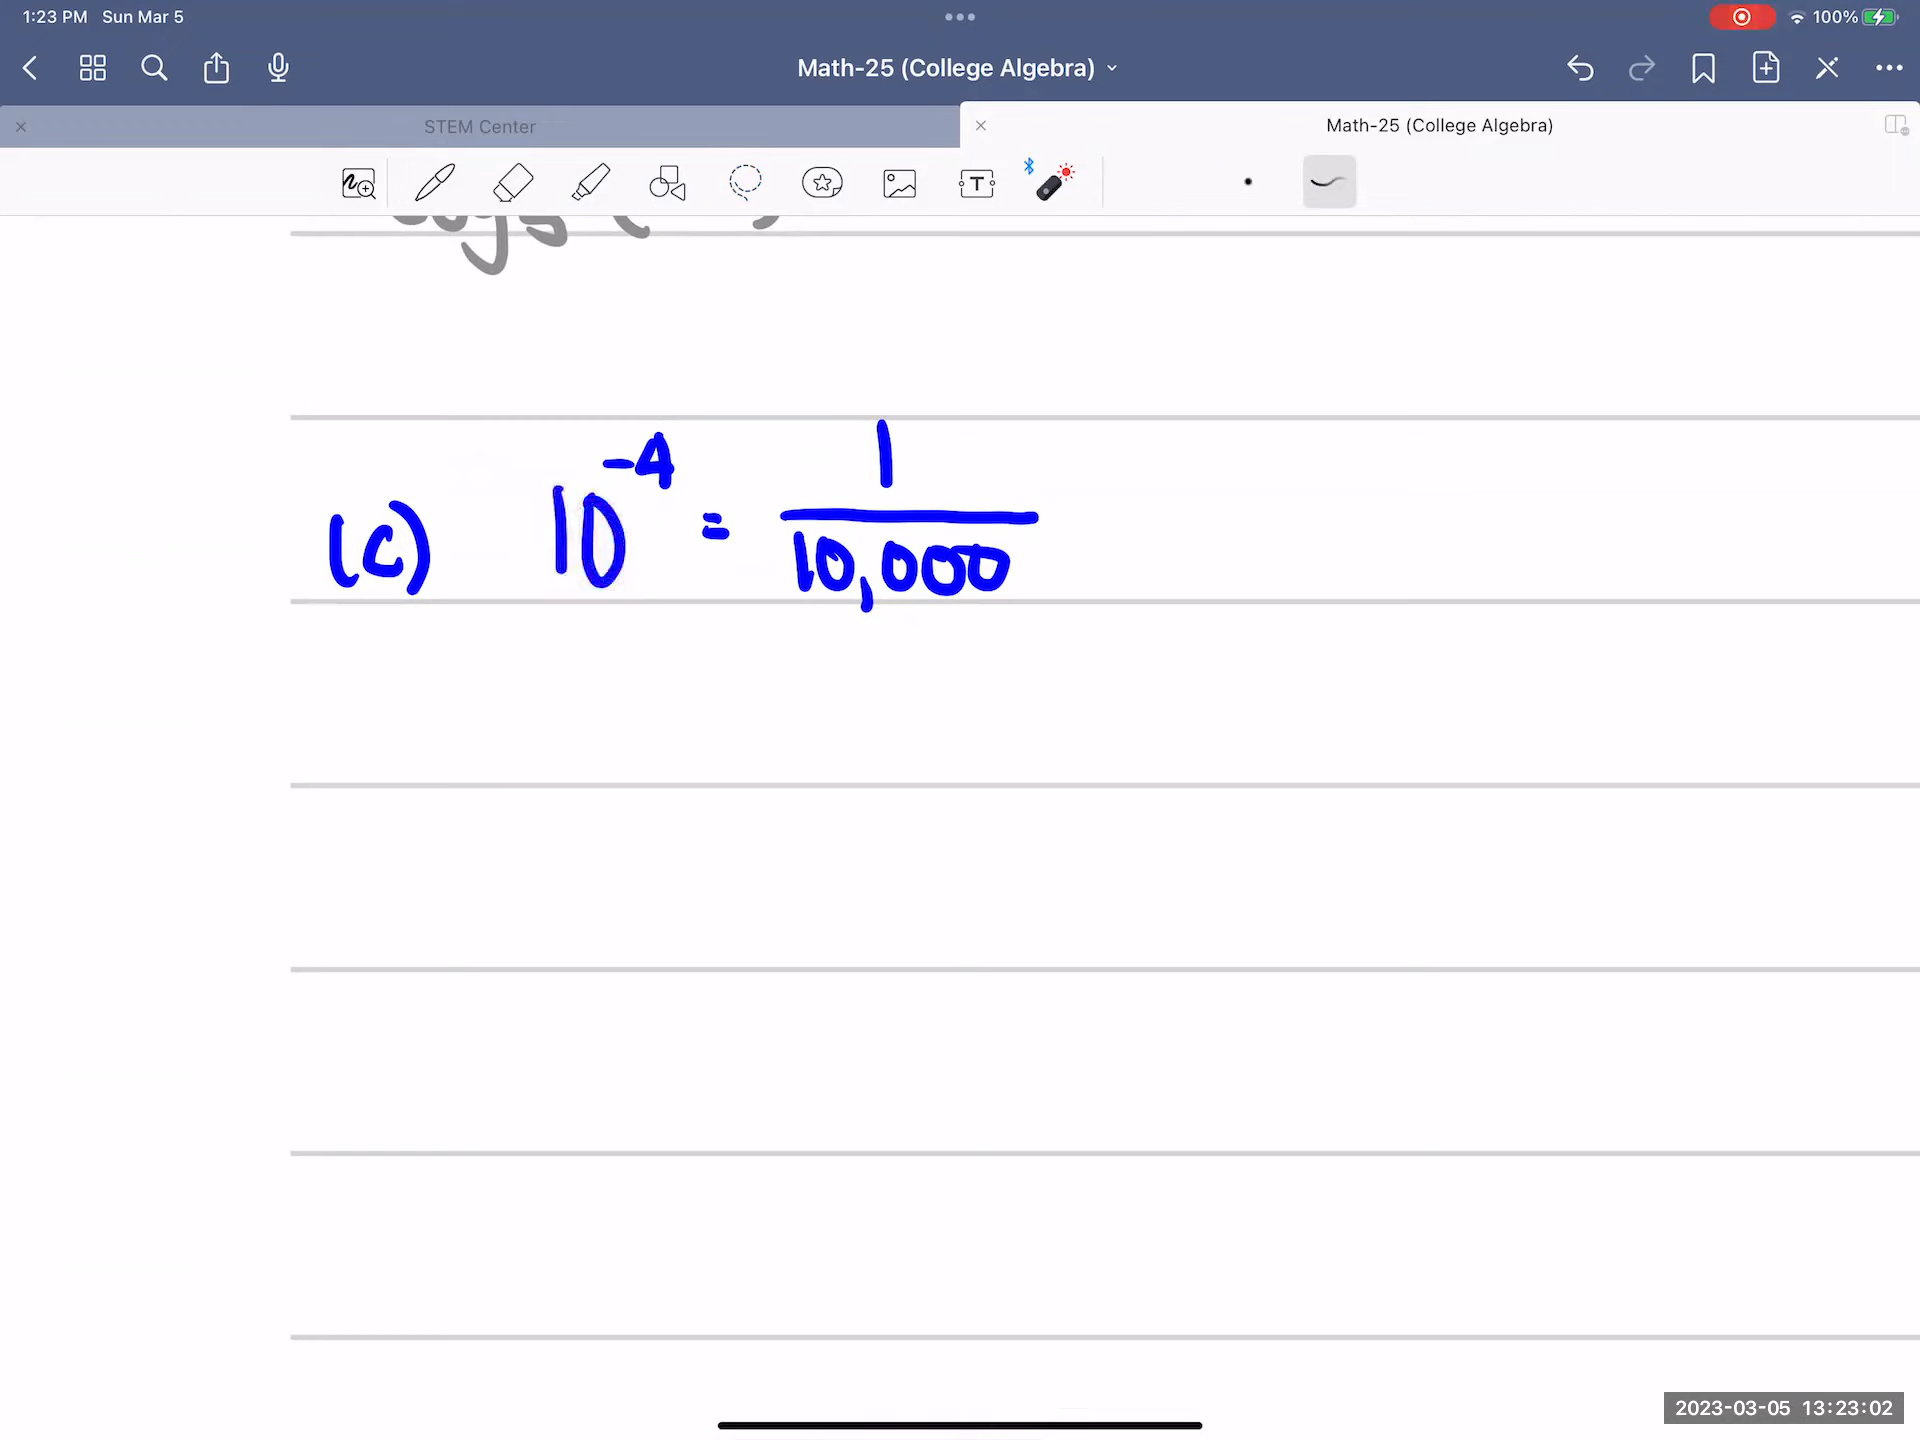 1:23 PM Sun Mar 5
100%
Math-25 (College Algebra)
STEM Center
Math-25 (College Algebra)
T
(c) 10^-4 = 1/10,000
2023-03-05 13:23:02